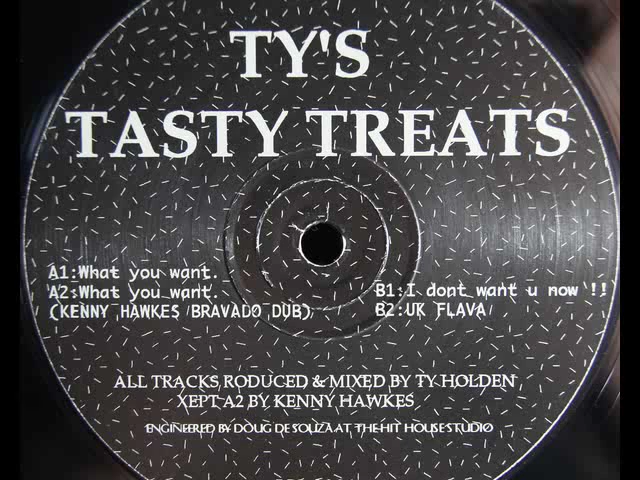 TY'S
TASTY TREATS
A1:What you want.
A2:What you want.
(KENNY HAWKES BRAVADO DUB)
B1:I dont want u now !!
B2:UK FLAVA
ALL TRACKS RODUCED & MIXED BY TY HOLDEN
XEPT A2 BY KENNY HAWKES
ENGINEERED BY DOUG DE SOUZA AT THE HIT HOUSE STUDIO